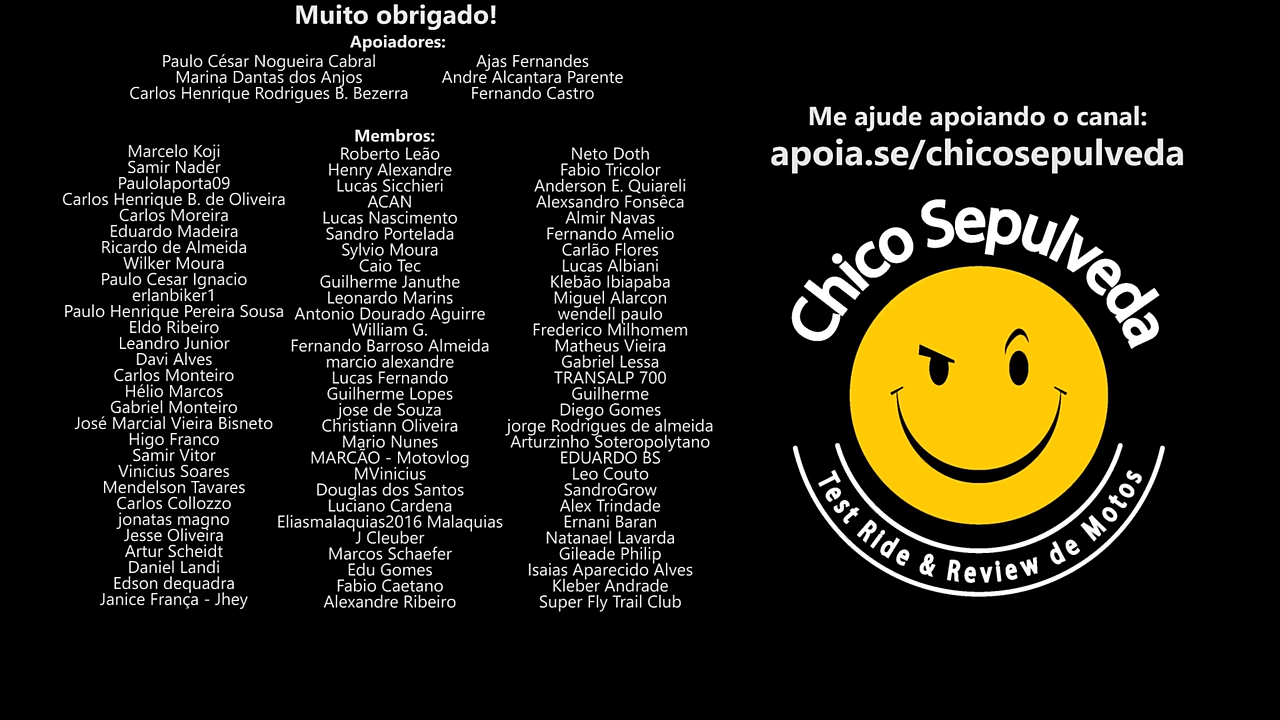 Muito obrigado!
Apoiadores:
Paulo César Nogueira Cabral
Marina Dantas dos Anjos
Carlos Henrique Rodrigues B. Bezerra
Ajas Fernandes
Andre Alcantara Parente
Fernando Castro
Membros:
Marcelo Koji
Samir Nader
Paulolaporta09
Carlos Henrique B. de Oliveira
Carlos Moreira
Eduardo Madeira
Ricardo de Almeida
Wilker Moura
Paulo Cesar Ignacio
erlanbiker1
Paulo Henrique Pereira Sousa
Eldo Ribeiro
Leandro Junior
Davi Alves
Carlos Monteiro
Hélio Marcos
Gabriel Monteiro
José Marcial Vieira Bisneto
Higo Franco
Samir Vitor
Vinicius Soares
Mendelson Tavares
Carlos Collozzo
jonatas magno
Jesse Oliveira
Artur Scheidt
Daniel Landi
Edson dequadra
Janice França - Jhey
Roberto Leão
Henry Alexandre
Lucas Sicchieri
ACAN
Lucas Nascimento
Sandro Portelada
Sylvio Moura
Caio Tec
Guilherme Januthe
Leonardo Marins
Antonio Dourado Aguirre
William G.
Fernando Barroso Almeida
marcio alexandre
Lucas Fernando
Guilherme Lopes
jose de Souza
Christiann Oliveira
Mario Nunes
MARCÃO - Motovlog
MVinicius
Douglas dos Santos
Luciano Cardena
Eliasmalaquias2016 Malaquias
J Cleuber
Marcos Schaefer
Edu Gomes
Fabio Caetano
Alexandre Ribeiro
Neto Doth
Fabio Tricolor
Anderson E. Quiareli
Alexsandro Fonsêca
Almir Navas
Fernando Amelio
Carlão Flores
Lucas Albiani
Klebão Ibiapaba
Miguel Alarcon
wendell paulo
Frederico Milhomem
Matheus Vieira
Gabriel Lessa
TRANSALP 700
Guilherme
Diego Gomes
jorge Rodrigues de almeida
Arturzinho Soteropolytano
EDUARDO BS
Leo Couto
SandroGrow
Alex Trindade
Ernani Baran
Natanael Lavarda
Gileade Philip
Isaias Aparecido Alves
Kleber Andrade
Super Fly Trail Club
Me ajude apoiando o canal:
apoia.se/chicosepulveda
Chico Sepulveda
Test Ride & Review de Motos